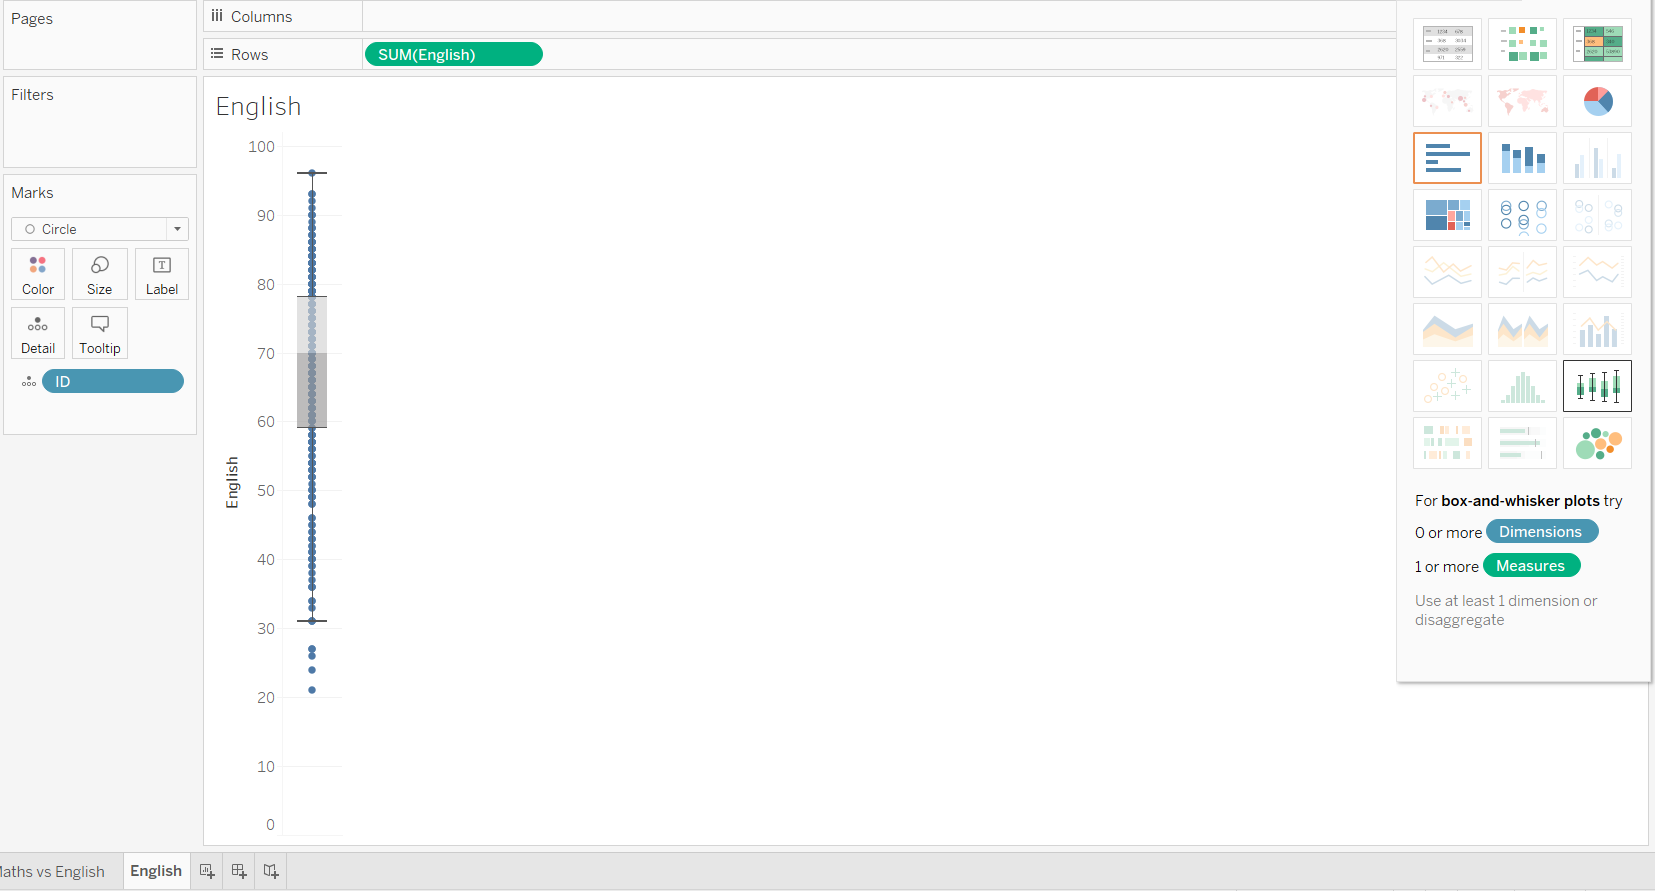 Pages
Columns
Rows
SUM(English)
Filters
Marks
Circle
Color
Size
Label
Detail
Tooltip
ID
English
100
90
80
70
60
50
40
30
20
10
0
English
For box-and-whisker plots try
0 or more Dimensions
1 or more Measures
Use at least 1 dimension or
disaggregate
Maths vs English
English